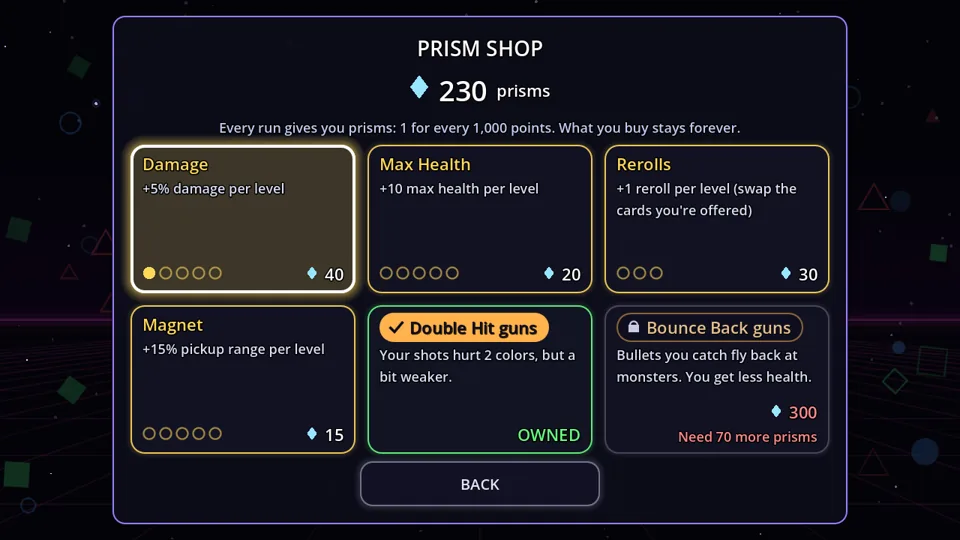 PRISM SHOP
230 prisms
Every run gives you prisms: 1 for every 1,000 points. What you buy stays forever.
Damage
+5% damage per level
40
Max Health
+10 max health per level
20
Rerolls
+1 reroll per level (swap the
cards you're offered)
30
Magnet
+15% pickup range per level
15
Double Hit guns
Your shots hurt 2 colors, but a
bit weaker.
OWNED
Bounce Back guns
Bullets you catch fly back at
monsters. You get less health.
300
Need 70 more prisms
BACK